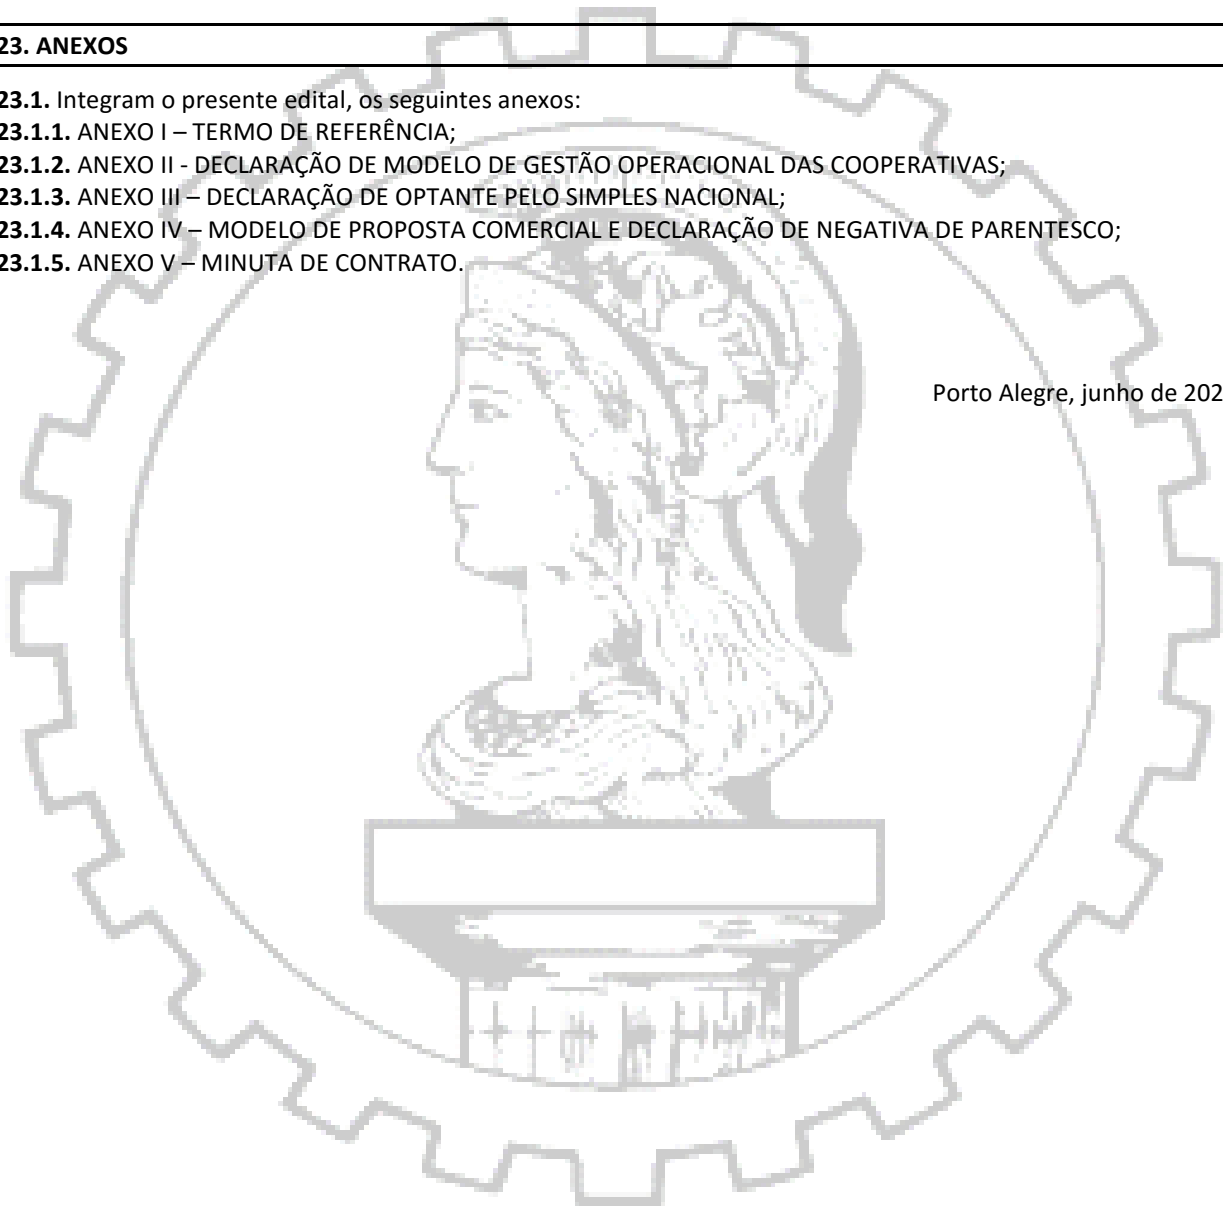 23. ANEXOS
23.1. Integram o presente edital, os seguintes anexos:
23.1.1. ANEXO I – TERMO DE REFERÊNCIA;
23.1.2. ANEXO II - DECLARAÇÃO DE MODELO DE GESTÃO OPERACIONAL DAS COOPERATIVAS;
23.1.3. ANEXO III – DECLARAÇÃO DE OPTANTE PELO SIMPLES NACIONAL;
23.1.4. ANEXO IV – MODELO DE PROPOSTA COMERCIAL E DECLARAÇÃO DE NEGATIVA DE PARENTESCO;
23.1.5. ANEXO V – MINUTA DE CONTRATO.
Porto Alegre, junho de 202